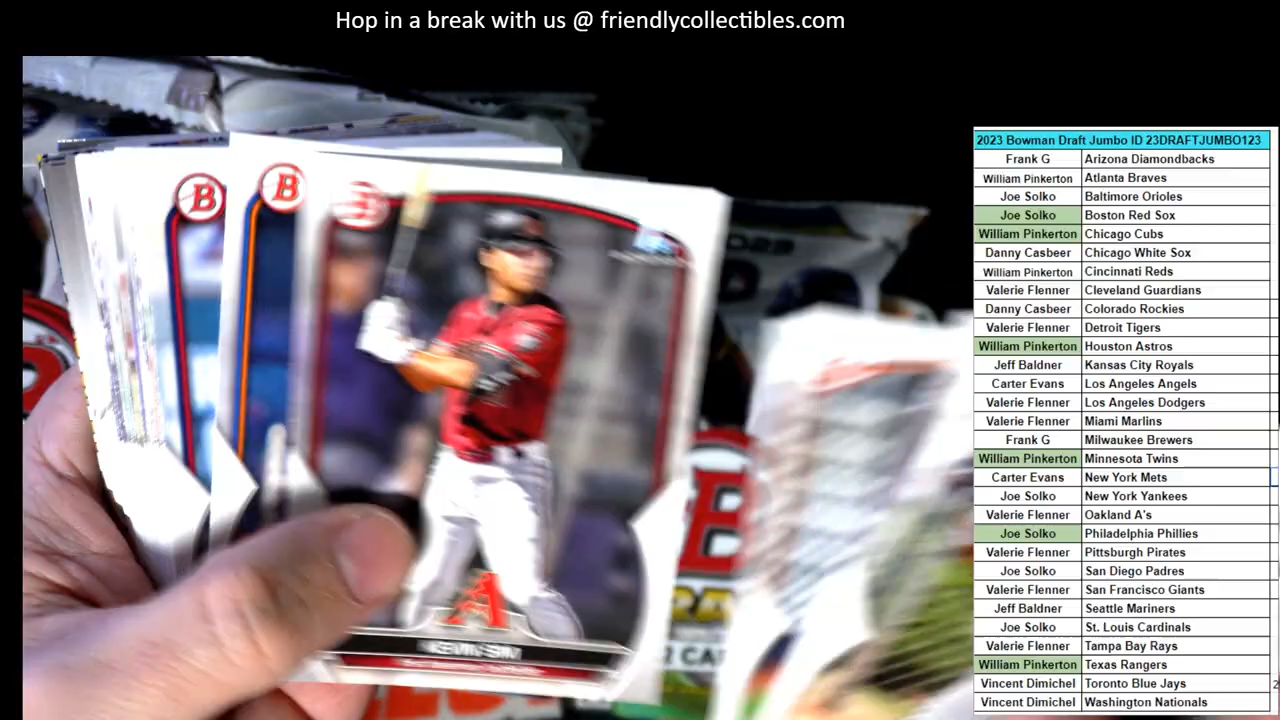 Hop in a break with us @ friendlycollectibles.com
2023 Bowman Draft Jumbo ID 23DRAFTJUMBO123
Frank G Arizona Diamondbacks
William Pinkerton Atlanta Braves
Joe Solko Baltimore Orioles
Joe Solko Boston Red Sox
William Pinkerton Chicago Cubs
Danny Casbeer Chicago White Sox
William Pinkerton Cincinnati Reds
Valerie Flenner Cleveland Guardians
Danny Casbeer Colorado Rockies
Valerie Flenner Detroit Tigers
William Pinkerton Houston Astros
Jeff Baldner Kansas City Royals
Carter Evans Los Angeles Angels
Valerie Flenner Los Angeles Dodgers
Valerie Flenner Miami Marlins
Frank G Milwaukee Brewers
William Pinkerton Minnesota Twins
Carter Evans New York Mets
Joe Solko New York Yankees
Valerie Flenner Oakland A's
Joe Solko Philadelphia Phillies
Valerie Flenner Pittsburgh Pirates
Joe Solko San Diego Padres
Valerie Flenner San Francisco Giants
Jeff Baldner Seattle Mariners
Joe Solko St. Louis Cardinals
Valerie Flenner Tampa Bay Rays
William Pinkerton Texas Rangers
Vincent Dimichel Toronto Blue Jays
Vincent Dimichel Washington Nationals
B
B
B
A
KEVIN SIM